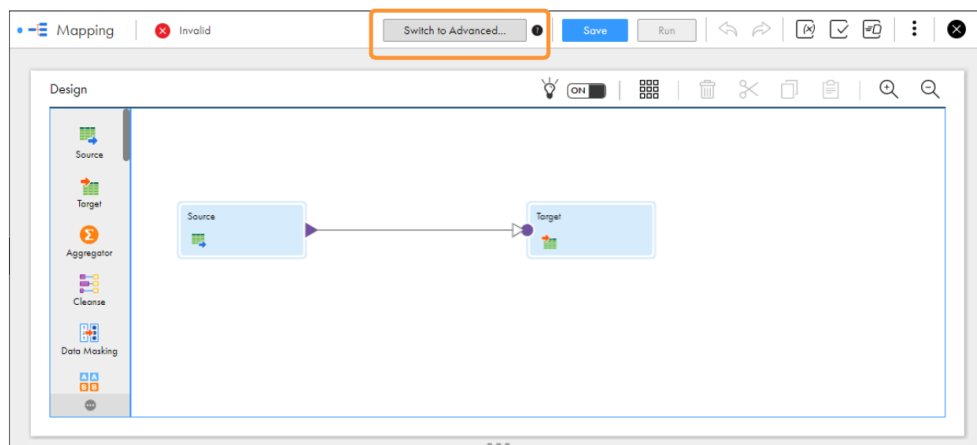 Mapping
Invalid
Switch to Advanced...
?
Save
Run
Design
ON
Source
Target
Aggregator
Cleanse
Data Masking
A A
B B
Source
Target